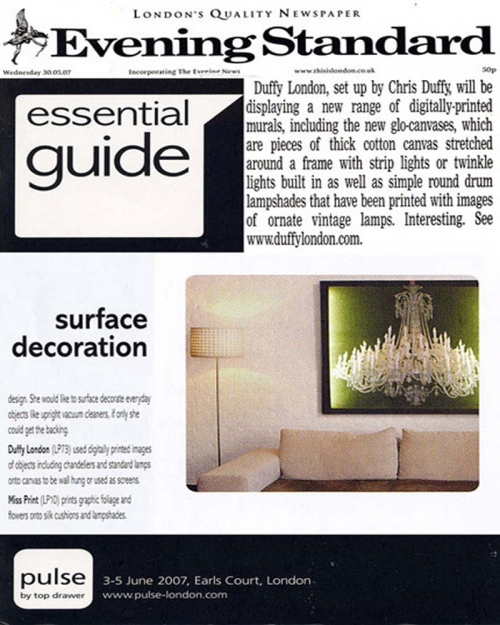 LONDON'S QUALITY NEWSPAPER
Evening Standard
Wednesday 30.05.07 Incorporating The Evening News www.thisislondon.co.uk 50p
essential
guide
Duffy London, set up by Chris Duffy, will be
displaying a new range of digitally-printed
murals, including the new glo-canvases, which
are pieces of thick cotton canvas stretched
around a frame with strip lights or twinkle
lights built in as well as simple round drum
lampshades that have been printed with images
of ornate vintage lamps. Interesting. See
www.duffylondon.com.
surface
decoration
design. She would like to surface decorate everyday
objects like upright vacuum cleaners, if only she
could get the backing.
Duffy London (LP73) used digitally printed images
of objects including chandeliers and standard lamps
onto canvas to be wall hung or used as screens.
Miss Print (LP10) prints graphic foliage and
flowers onto silk cushions and lampshades.
pulse
by top drawer
3-5 June 2007, Earls Court, London
www.pulse-london.com